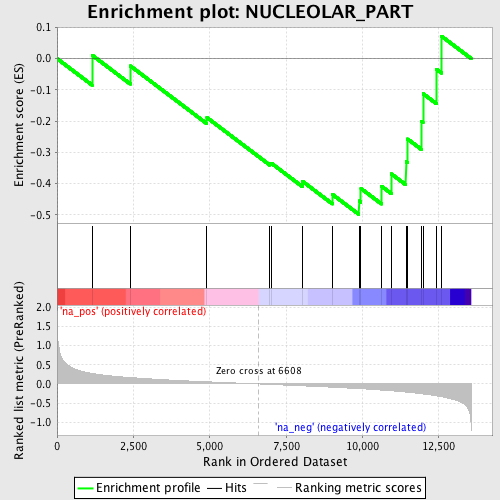 Enrichment plot: NUCLEOLAR_PART
Enrichment score (ES)
0.1
0.0
-0.1
-0.2
-0.3
-0.4
-0.5
Ranked list metric (PreRanked)
2.0
1.5
1.0
0.5
0.0
-0.5
-1.0
'na_pos' (positively correlated)
Zero cross at 6608
'na_neg' (negatively correlated)
0 2,500 5,000 7,500 10,000 12,500
Rank in Ordered Dataset
Enrichment profile Hits Ranking metric scores